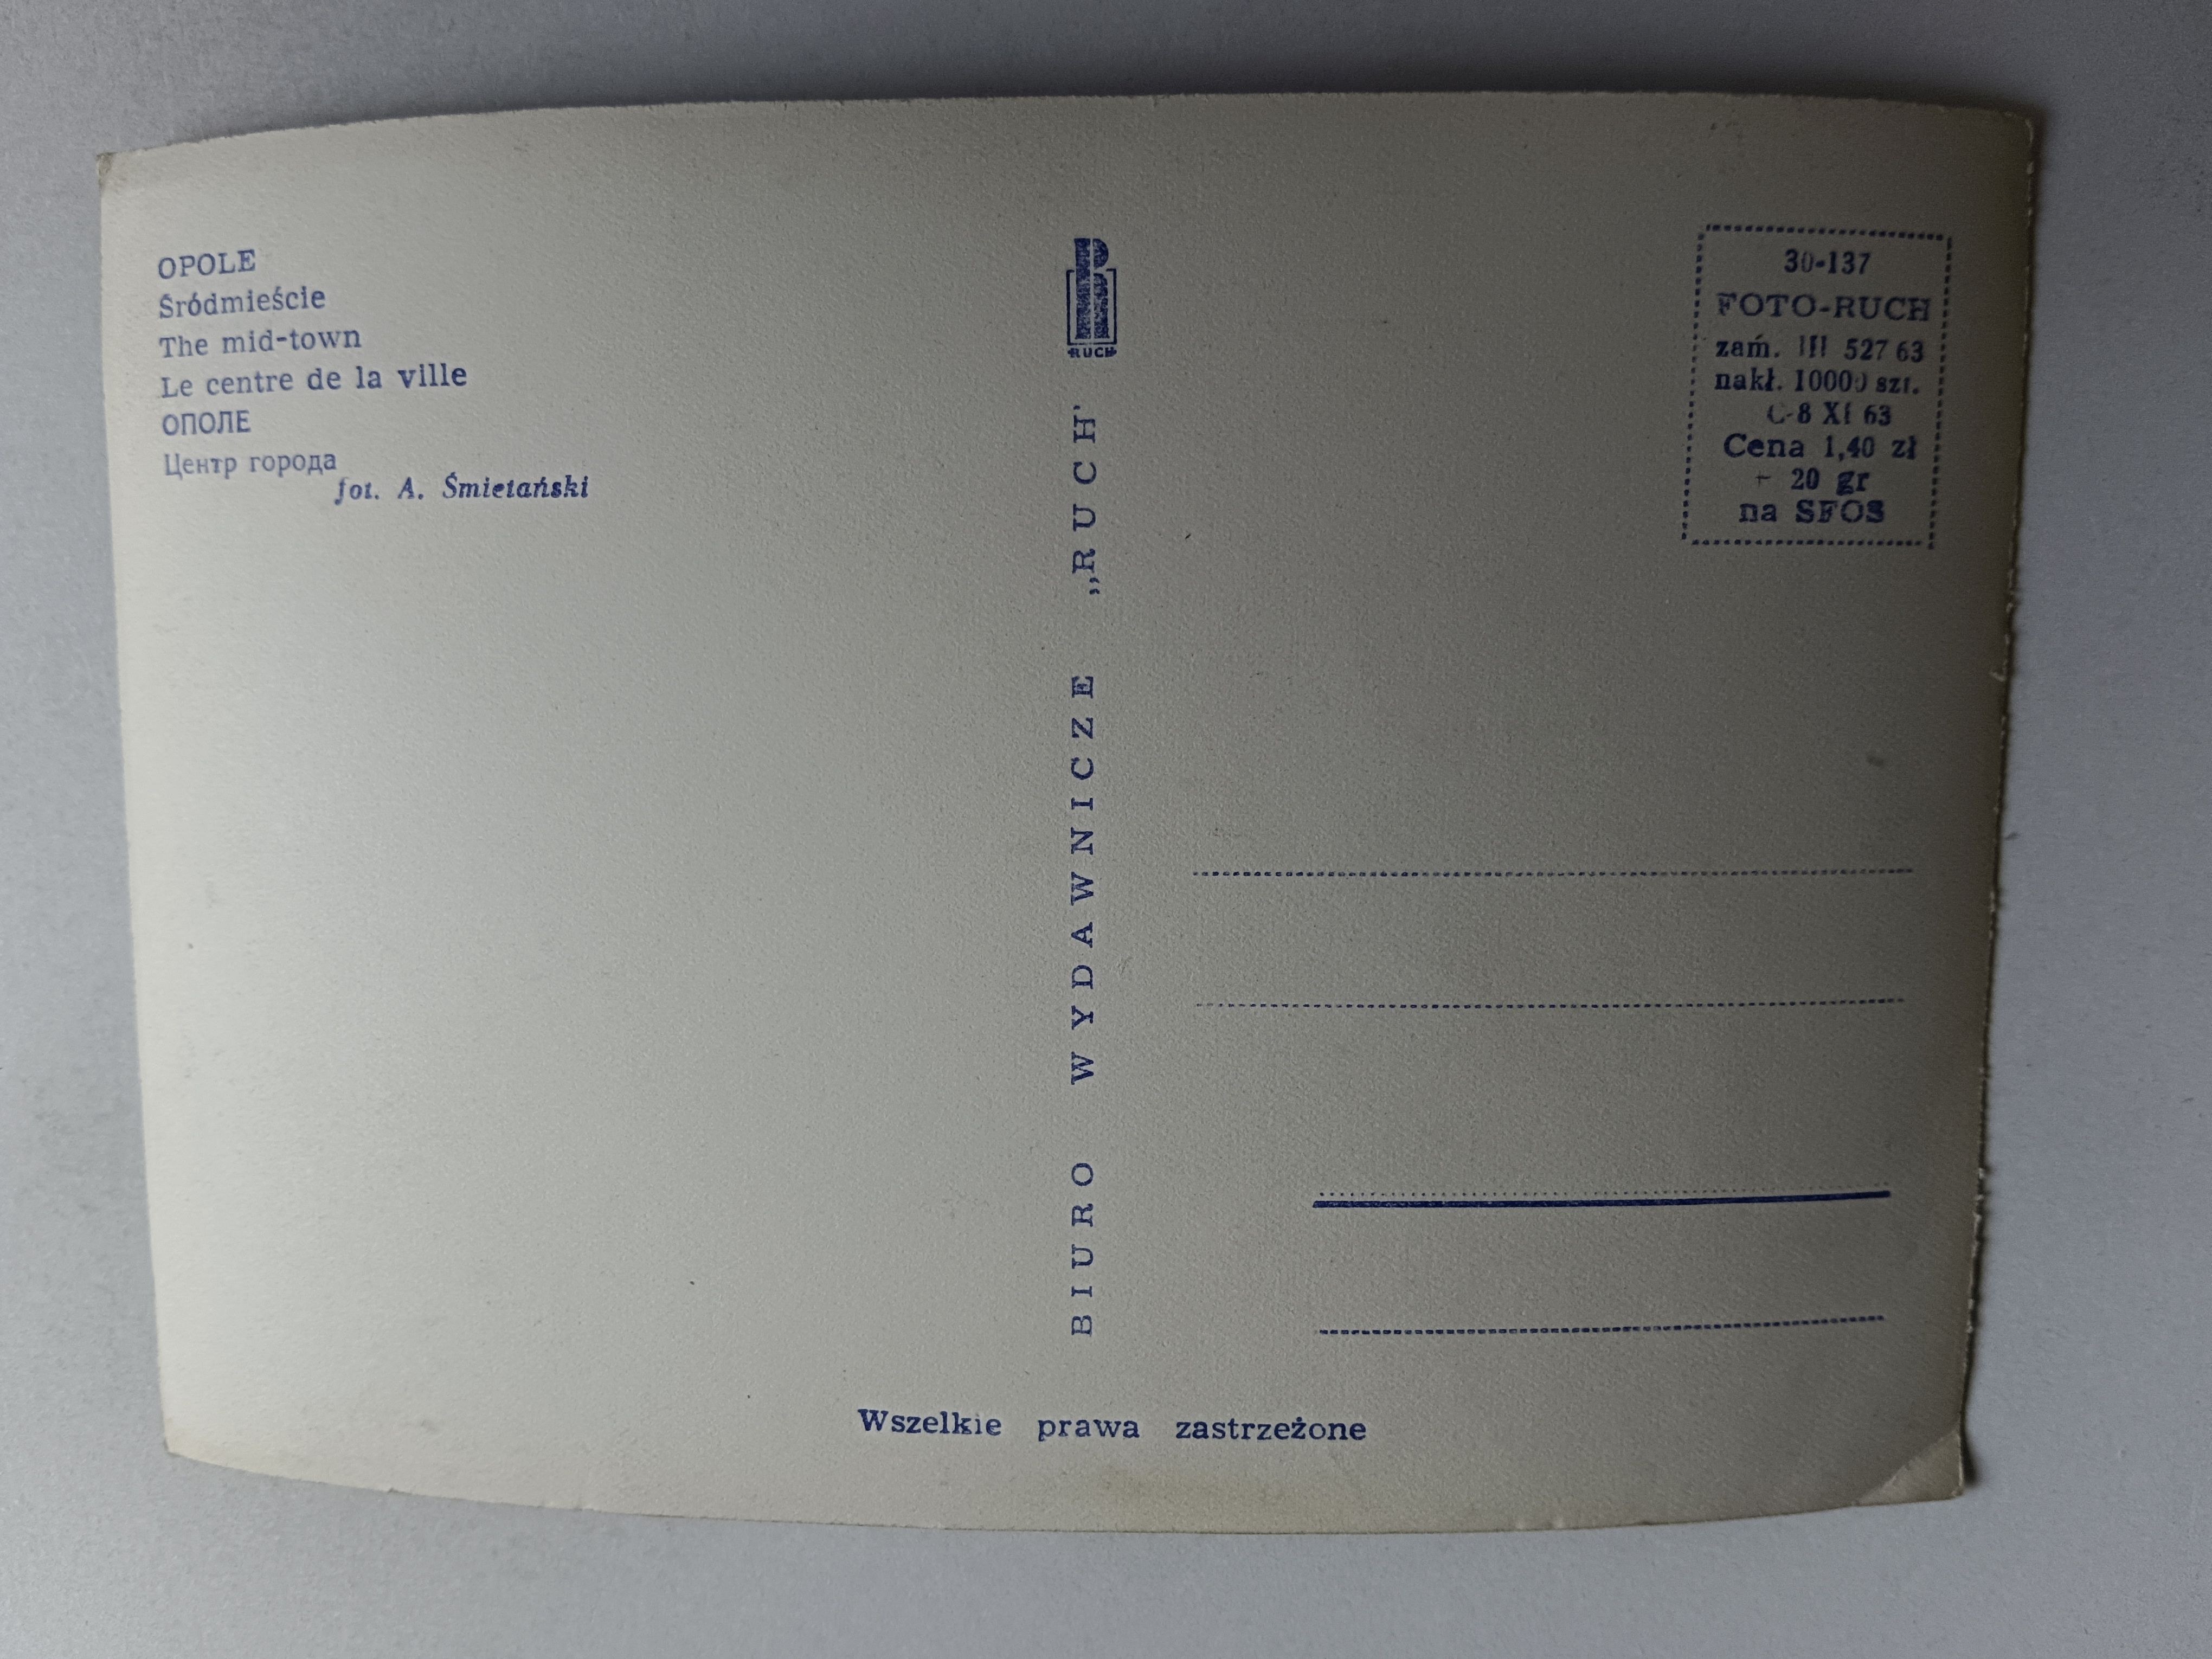 OPOLE
Śródmieście
The mid-town
Le centre de la ville
ОПОЛЕ
Центр города
fot. A. Śmietański
RUCH
BIURO WYDAWNICZE „RUCH"
30-137
FOTO-RUCH
zam. III 527 63
nakł. 10000 szt.
C-8 XI 63
Cena 1,40 zł
+ 20 gr
na SFOS
Wszelkie prawa zastrzeżone